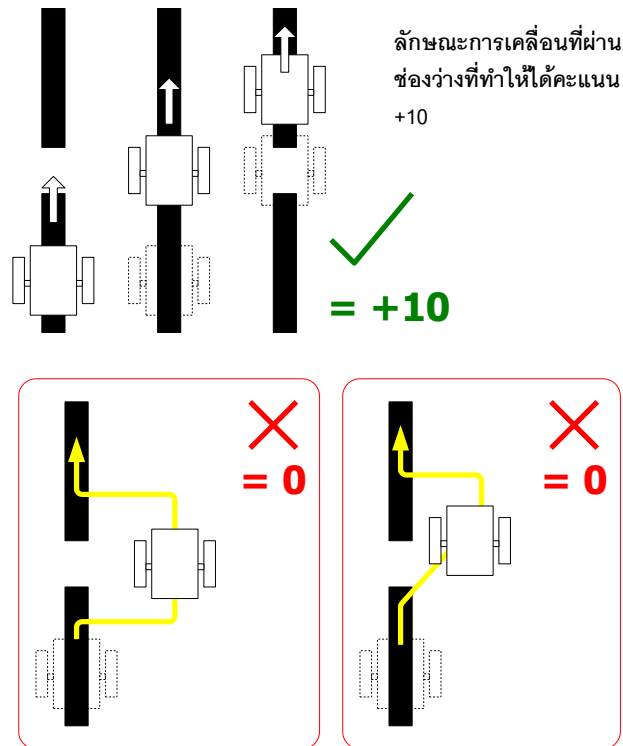 ลักษณะการเคลื่อนที่ผ่าน
ช่องว่างที่ทำให้ได้คะแนน
+10
= +10
= 0
= 0